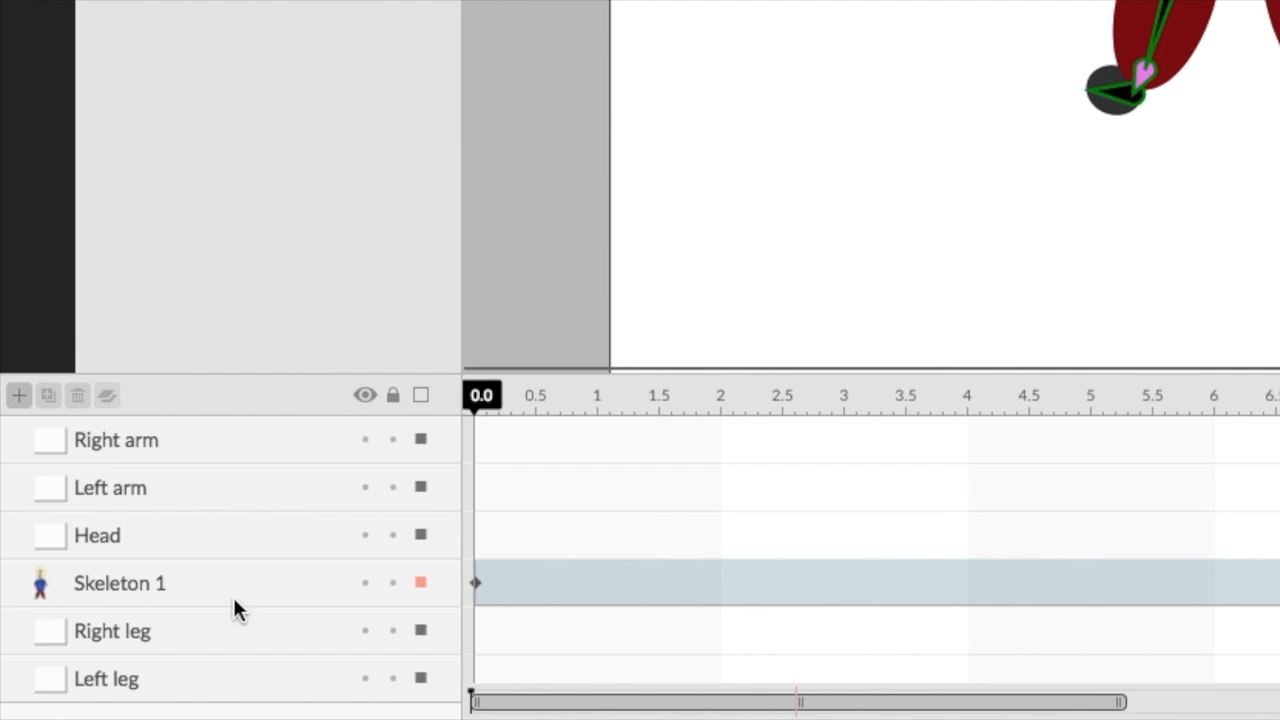 0.0 0.5 1 1.5 2 2.5 3 3.5 4 4.5 5 5.5 6 6.
Right arm
Left arm
Head
Skeleton 1
Right leg
Left leg